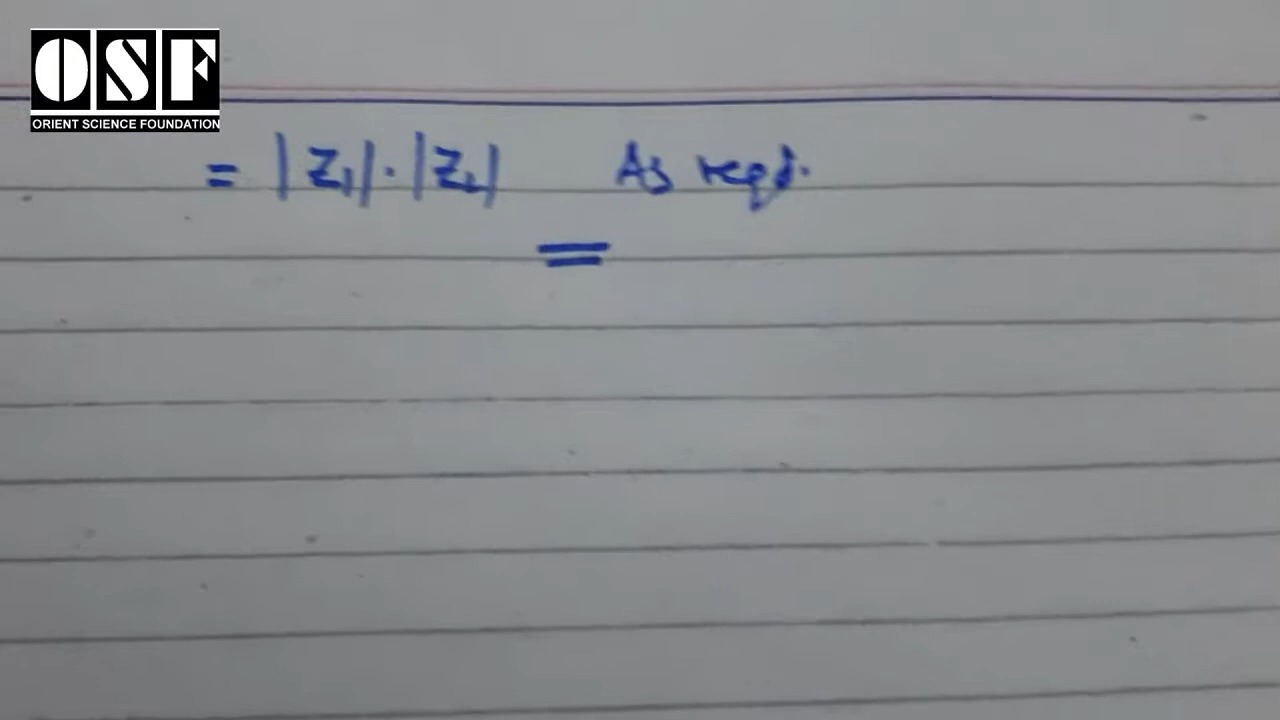 OSF
ORIENT SCIENCE FOUNDATION
= |Z₁|·|Z₂| As reqd.